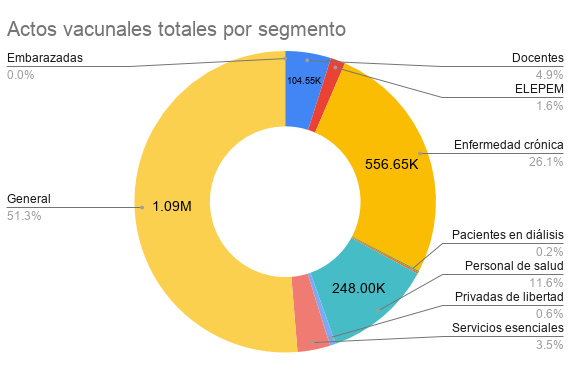 Actos vacunales totales por segmento
Embarazadas
0.0%
Docentes
4.9%
104.55K
ELEPEM
1.6%
Enfermedad crónica
26.1%
556.65K
General
51.3%
1.09M
Pacientes en diálisis
0.2%
Personal de salud
11.6%
248.00K
Privadas de libertad
0.6%
Servicios esenciales
3.5%